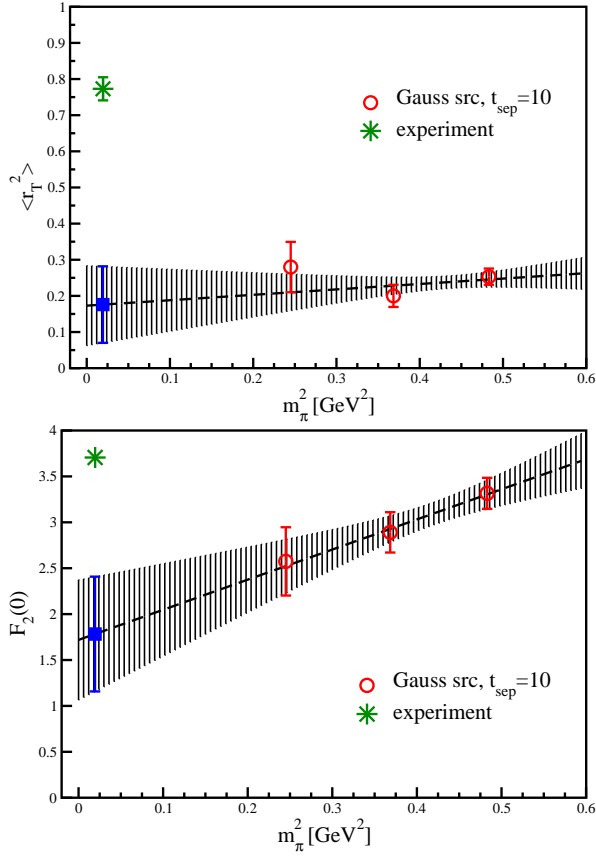 1
0.9
0.8
0.7
0.6
0.5
0.4
0.3
0.2
0.1
0
<r_T^2>
Gauss src, t_sep=10
experiment
0 0.1 0.2 0.3 0.4 0.5 0.6
m_π^2 [GeV^2]
4
3.5
3
2.5
2
1.5
1
0.5
0
F_2(0)
Gauss src, t_sep=10
experiment
0 0.1 0.2 0.3 0.4 0.5 0.6
m_π^2 [GeV^2]